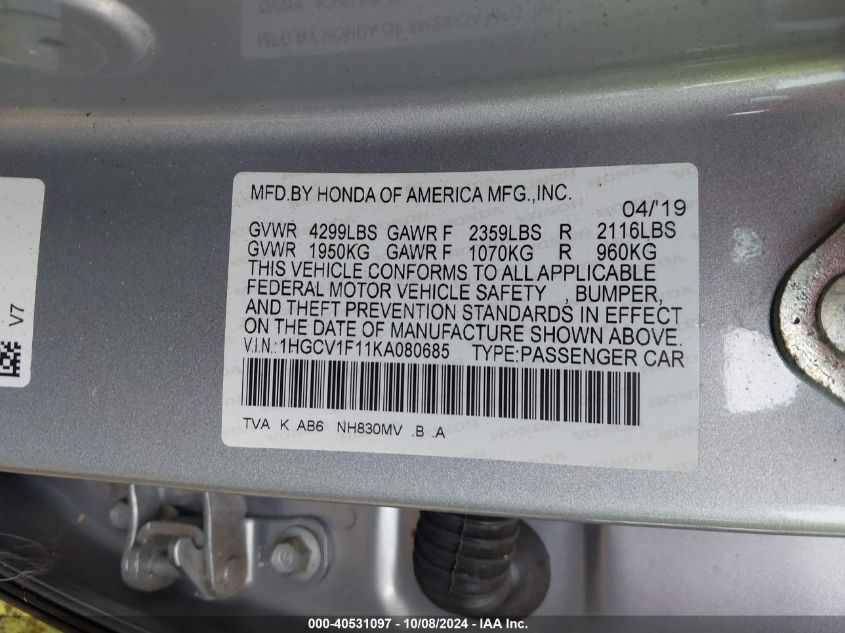 MFD.BY HONDA OF AMERICA MFG.,INC.
04/'19
GVWR 4299LBS GAWR F 2359LBS R 2116LBS
GVWR 1950KG GAWR F 1070KG R 960KG
THIS VEHICLE CONFORMS TO ALL APPLICABLE
FEDERAL MOTOR VEHICLE SAFETY , BUMPER,
AND THEFT PREVENTION STANDARDS IN EFFECT
ON THE DATE OF MANUFACTURE SHOWN ABOVE.
V.I.N.:1HGCV1F11KA080685 TYPE:PASSENGER CAR
TVA K AB6 NH830MV .B .A
V7
000-40531097 - 10/08/2024 - IAA Inc.